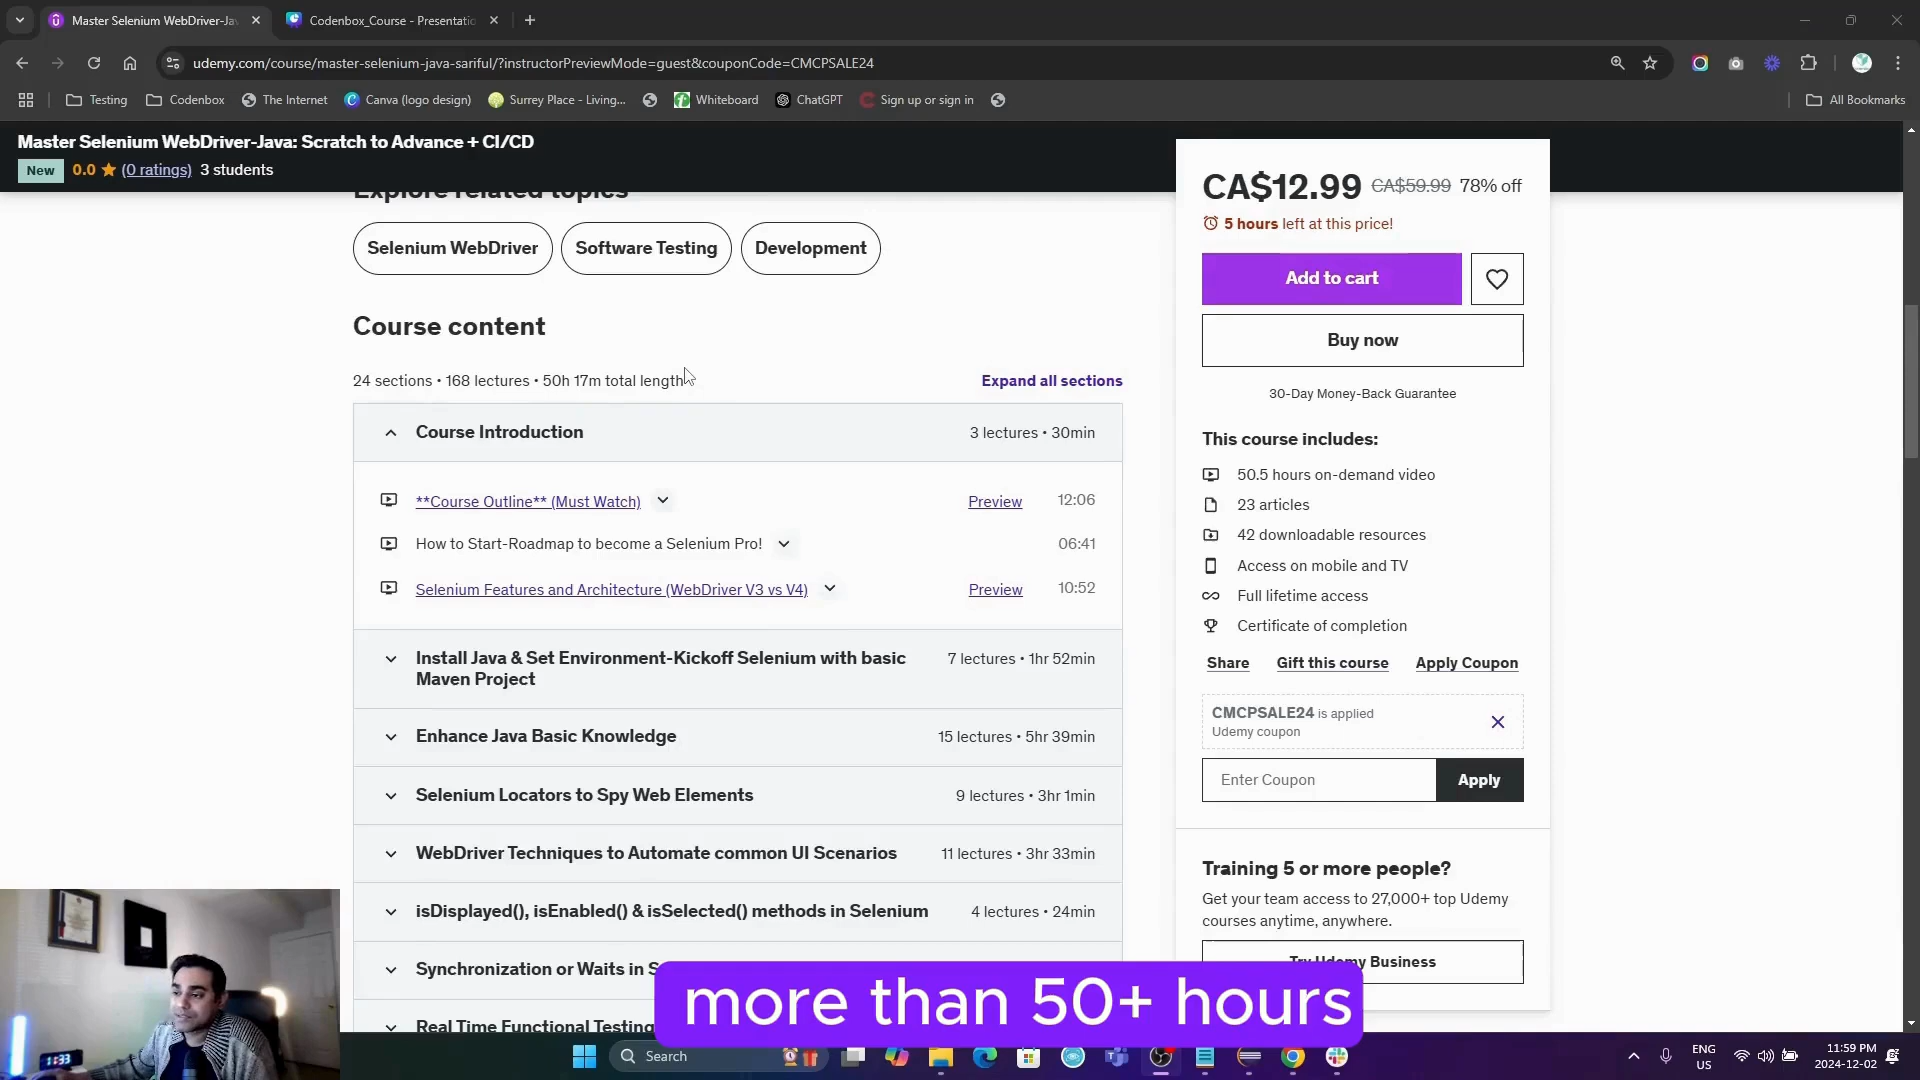 Master Selenium WebDriver-Ja
Codenbox_Course - Presentatio
udemy.com/course/master-selenium-java-sariful/?instructorPreviewMode=guest&couponCode=CMCPSALE24
Testing
Codenbox
The Internet
Canva (logo design)
Surrey Place - Living...
Whiteboard
ChatGPT
Sign up or sign in
All Bookmarks
Master Selenium WebDriver-Java: Scratch to Advance + CI/CD
New 0.0 (0 ratings) 3 students
Explore related topics
Selenium WebDriver
Software Testing
Development
Course content
24 sections • 168 lectures • 50h 17m total length
Expand all sections
Course Introduction 3 lectures • 30min
**Course Outline** (Must Watch) Preview 12:06
How to Start-Roadmap to become a Selenium Pro! 06:41
Selenium Features and Architecture (WebDriver V3 vs V4) Preview 10:52
Install Java & Set Environment-Kickoff Selenium with basic 7 lectures • 1hr 52min
Maven Project
Enhance Java Basic Knowledge 15 lectures • 5hr 39min
Selenium Locators to Spy Web Elements 9 lectures • 3hr 1min
WebDriver Techniques to Automate common UI Scenarios 11 lectures • 3hr 33min
isDisplayed(), isEnabled() & isSelected() methods in Selenium 4 lectures • 24min
Synchronization or Waits in S
Real Time Functional Testing
CA$12.99 CA$59.99 78% off
5 hours left at this price!
Add to cart
Buy now
30-Day Money-Back Guarantee
This course includes:
50.5 hours on-demand video
23 articles
42 downloadable resources
Access on mobile and TV
Full lifetime access
Certificate of completion
Share Gift this course Apply Coupon
CMCPSALE24 is applied
Udemy coupon
Enter Coupon Apply
Training 5 or more people?
Get your team access to 27,000+ top Udemy
courses anytime, anywhere.
Try Udemy Business
more than 50+ hours
1:33
Search
ENG
US
11:59 PM
2024-12-02